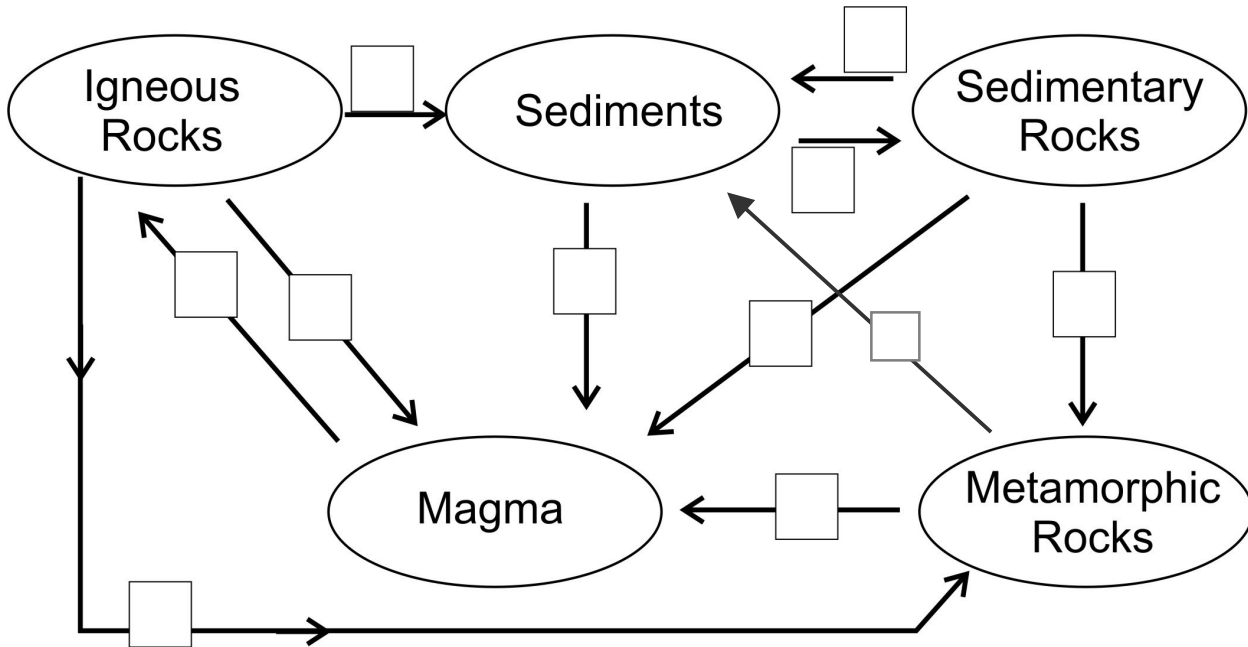 Igneous
Rocks
Sediments
Sedimentary
Rocks
Magma
Metamorphic
Rocks